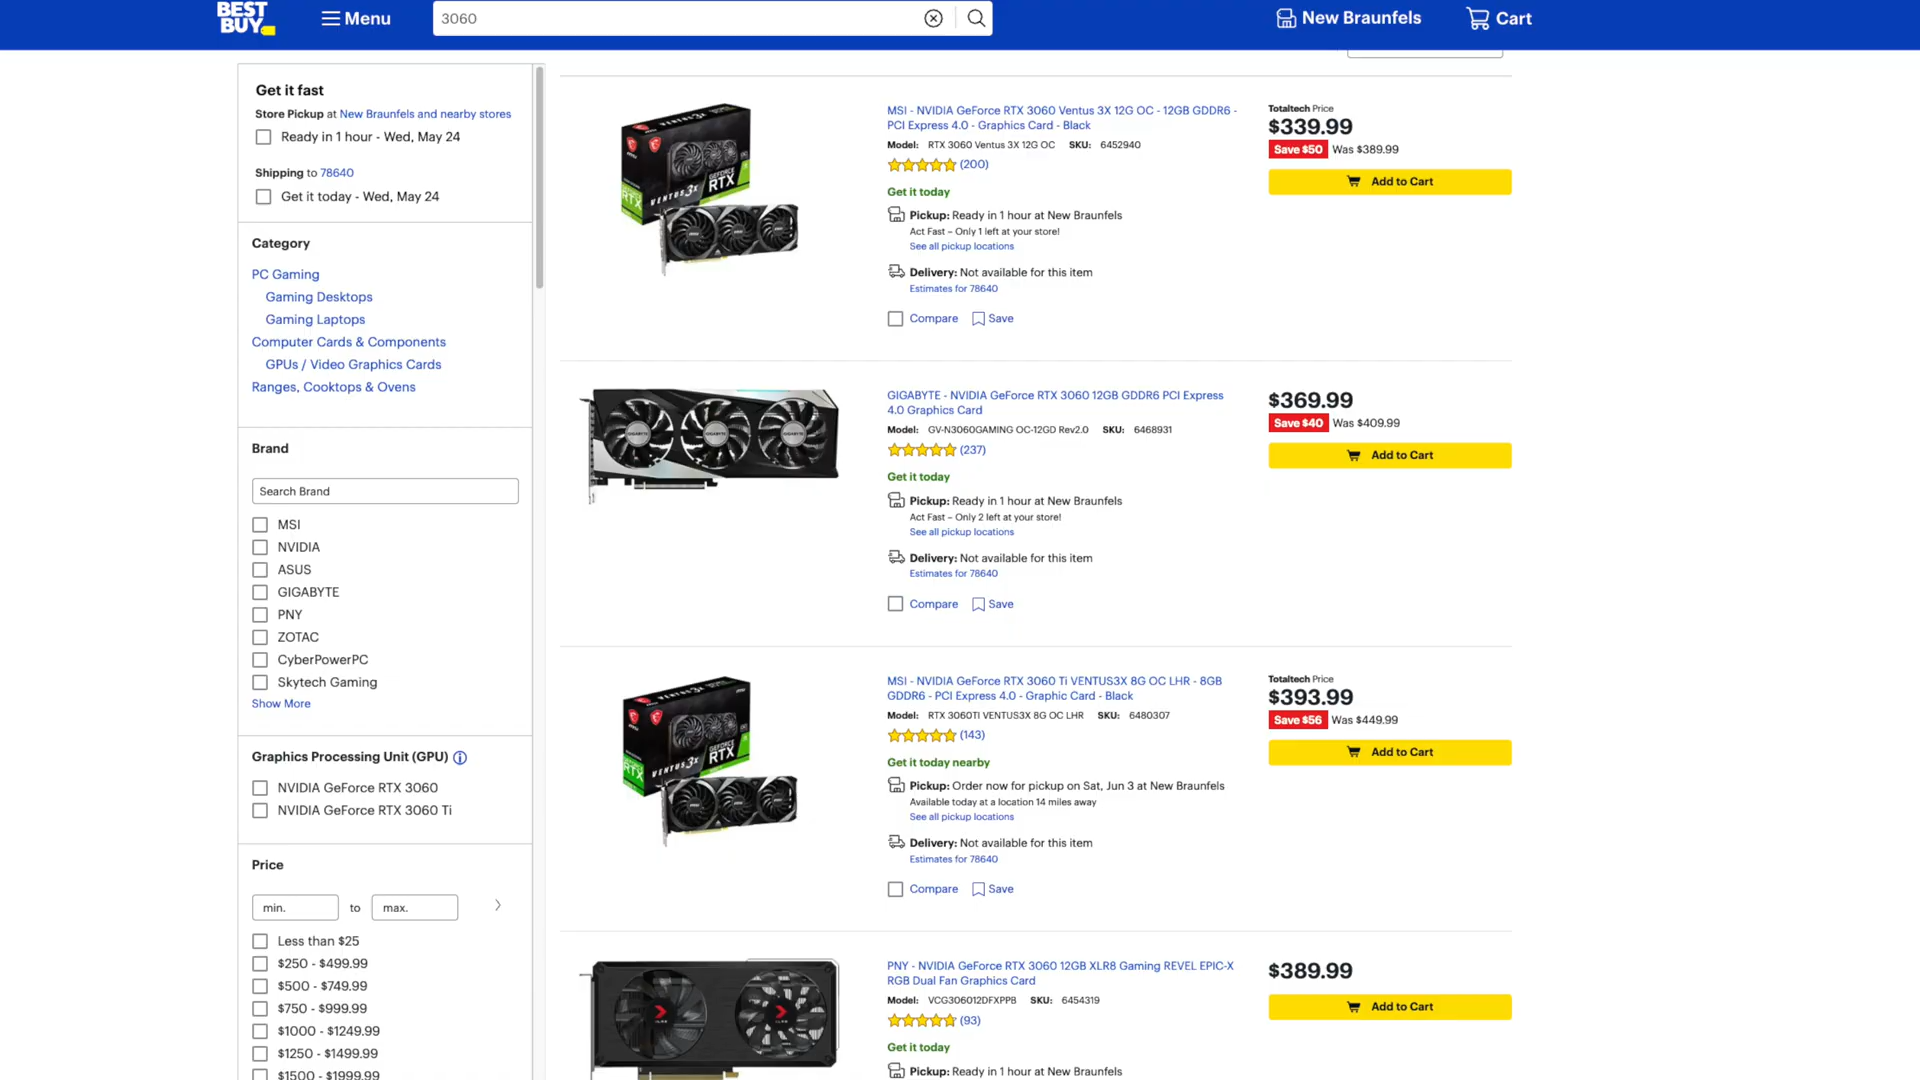 BEST
BUY
Menu
3060
New Braunfels
Cart
Get it fast
Store Pickup at New Braunfels and nearby stores
Ready in 1 hour - Wed, May 24
Shipping to 78640
Get it today - Wed, May 24
Category
PC Gaming
Gaming Desktops
Gaming Laptops
Computer Cards & Components
GPUs / Video Graphics Cards
Ranges, Cooktops & Ovens
Brand
Search Brand
MSI
NVIDIA
ASUS
GIGABYTE
PNY
ZOTAC
CyberPowerPC
Skytech Gaming
Show More
Graphics Processing Unit (GPU)
NVIDIA GeForce RTX 3060
NVIDIA GeForce RTX 3060 Ti
Price
min. to max.
Less than $25
$250 - $499.99
$500 - $749.99
$750 - $999.99
$1000 - $1249.99
$1250 - $1499.99
$1500 - $1999.99
VENTUS 3X
GEFORCE
RTX
RTX
MSI - NVIDIA GeForce RTX 3060 Ventus 3X 12G OC - 12GB GDDR6 -
PCI Express 4.0 - Graphics Card - Black
Model: RTX 3060 Ventus 3X 12G OC SKU: 6452940
(200)
Get it today
Pickup: Ready in 1 hour at New Braunfels
Act Fast – Only 1 left at your store!
See all pickup locations
Delivery: Not available for this item
Estimates for 78640
Compare Save
Totaltech Price
$339.99
Save $50 Was $389.99
Add to Cart
GIGABYTE GIGABYTE GIGABYTE
GIGABYTE - NVIDIA GeForce RTX 3060 12GB GDDR6 PCI Express
4.0 Graphics Card
Model: GV-N3060GAMING OC-12GD Rev2.0 SKU: 6468931
(237)
Get it today
Pickup: Ready in 1 hour at New Braunfels
Act Fast – Only 2 left at your store!
See all pickup locations
Delivery: Not available for this item
Estimates for 78640
Compare Save
$369.99
Save $40 Was $409.99
Add to Cart
VENTUS 3X
GEFORCE
RTX
RTX
MSI - NVIDIA GeForce RTX 3060 Ti VENTUS3X 8G OC LHR - 8GB
GDDR6 - PCI Express 4.0 - Graphic Card - Black
Model: RTX 3060TI VENTUS3X 8G OC LHR SKU: 6480307
(143)
Get it today nearby
Pickup: Order now for pickup on Sat, Jun 3 at New Braunfels
Available today at a location 14 miles away
See all pickup locations
Delivery: Not available for this item
Estimates for 78640
Compare Save
Totaltech Price
$393.99
Save $56 Was $449.99
Add to Cart
PNY - NVIDIA GeForce RTX 3060 12GB XLR8 Gaming REVEL EPIC-X
RGB Dual Fan Graphics Card
Model: VCG306012DFXPPB SKU: 6454319
(93)
Get it today
Pickup: Ready in 1 hour at New Braunfels
$389.99
Add to Cart